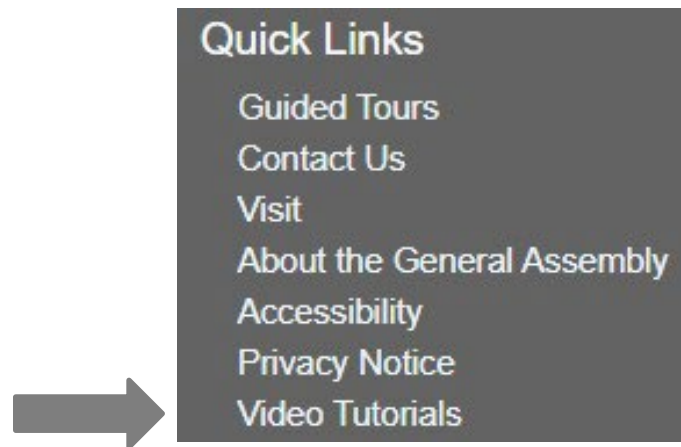 Quick Links
Guided Tours
Contact Us
Visit
About the General Assembly
Accessibility
Privacy Notice
Video Tutorials